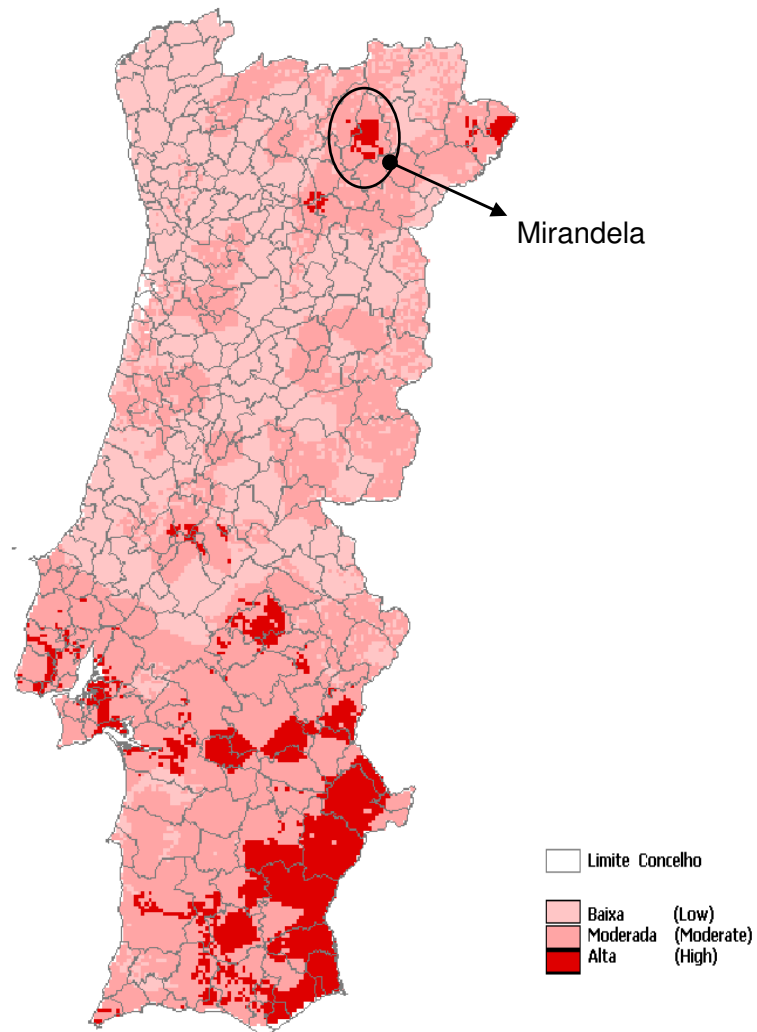 Mirandela
Limite Concelho
Baixa (Low)
Moderada (Moderate)
Alta (High)